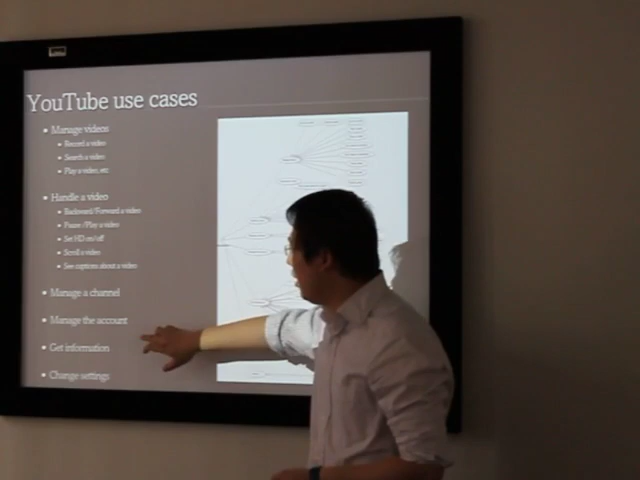 YouTube use cases
• Manage videos
• Record a video
• Search a video
• Play a video, etc
• Handle a video
• Backward/Forward a video
• Pause /Play a video
• Set HD on/off
• Scroll a video
• See captions about a video
• Manage a channel
• Manage the account
• Get information
• Change settings